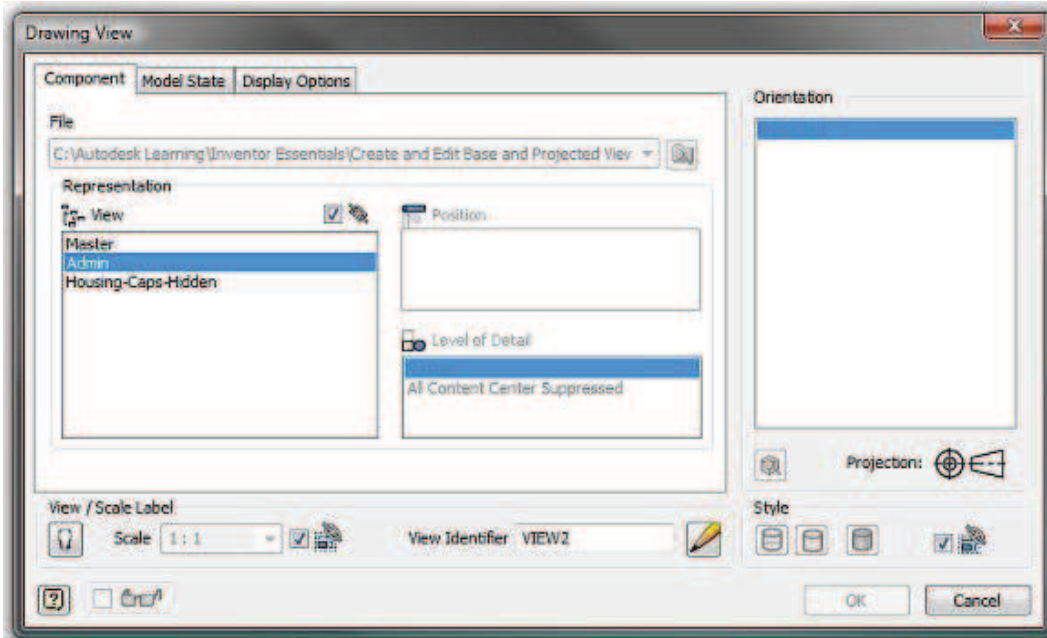 Drawing View
Component
Model State
Display Options
File
C:\Autodesk Learning\Inventor Essentials\Create and Edit Base and Projected Viev
Representation
View
Master
Admin
Housing-Caps-Hidden
Position
Level of Detail
All Content Center Suppressed
Orientation
Projection:
View / Scale Label
Scale
1 : 1
View Identifier
VIEW2
Style
?
OK
Cancel